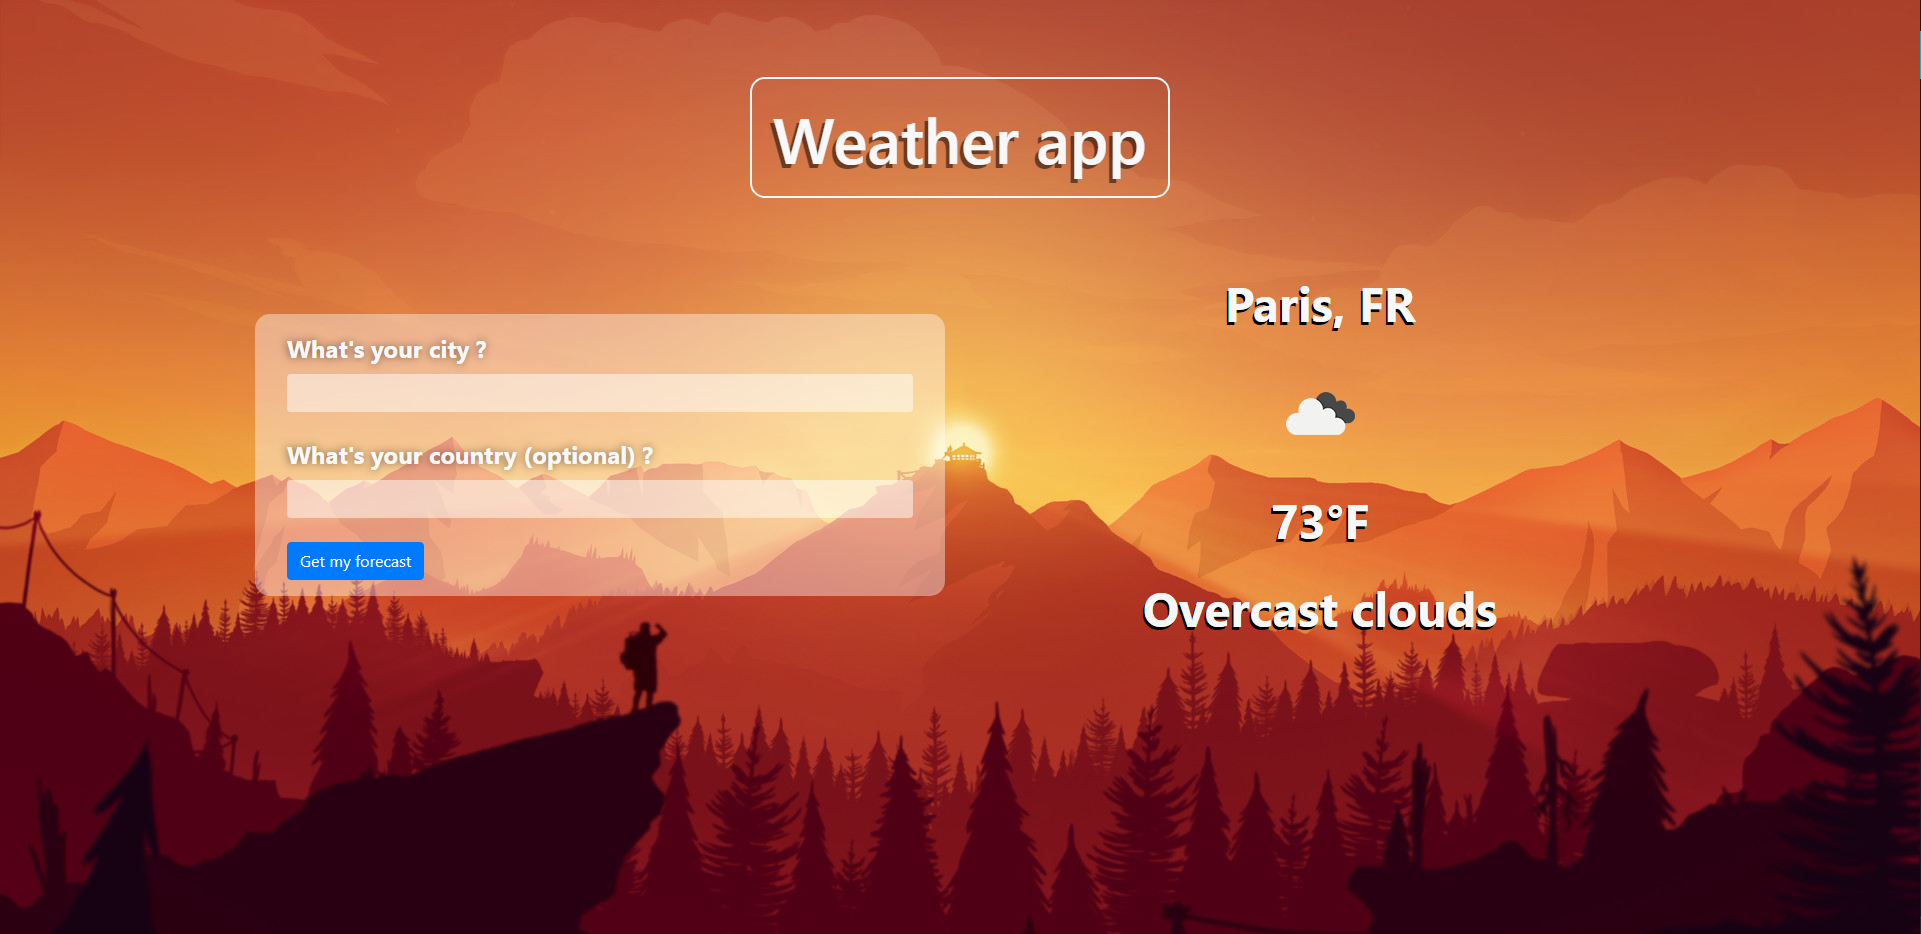 Weather app
What's your city ?
What's your country (optional) ?
Get my forecast
Paris, FR
73°F
Overcast clouds